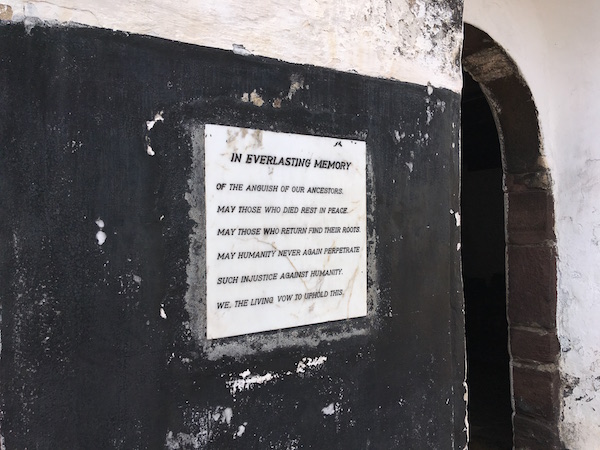 IN EVERLASTING MEMORY
OF THE ANGUISH OF OUR ANCESTORS.
MAY THOSE WHO DIED REST IN PEACE.
MAY THOSE WHO RETURN FIND THEIR ROOTS.
MAY HUMANITY NEVER AGAIN PERPETRATE
SUCH INJUSTICE AGAINST HUMANITY.
WE, THE LIVING VOW TO UPHOLD THIS.